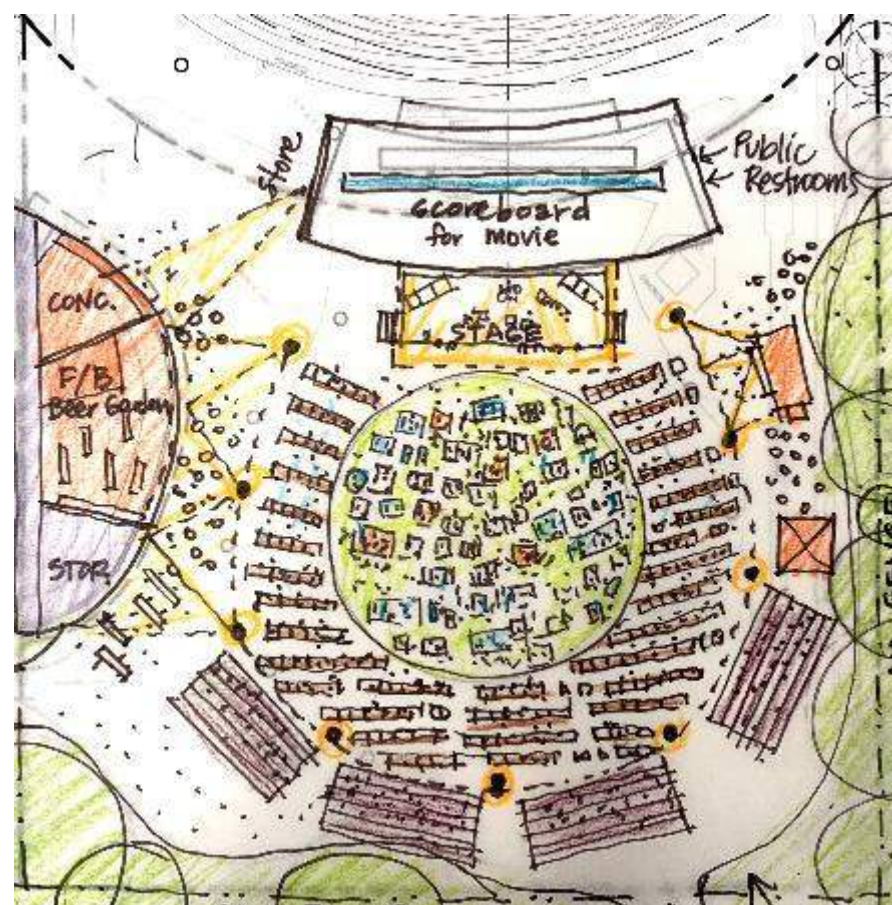 Store
Public
Restrooms
Scoreboard
for movie
CONC.
STAGE
F/B
Beer Garden
STOR.